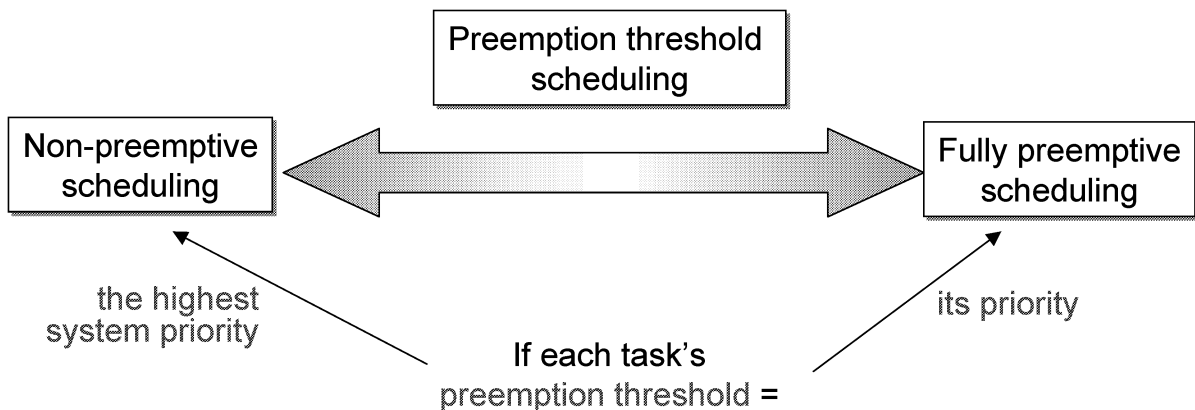 Preemption threshold
scheduling
Non-preemptive
scheduling
Fully preemptive
scheduling
the highest
system priority
its priority
If each task's
preemption threshold =